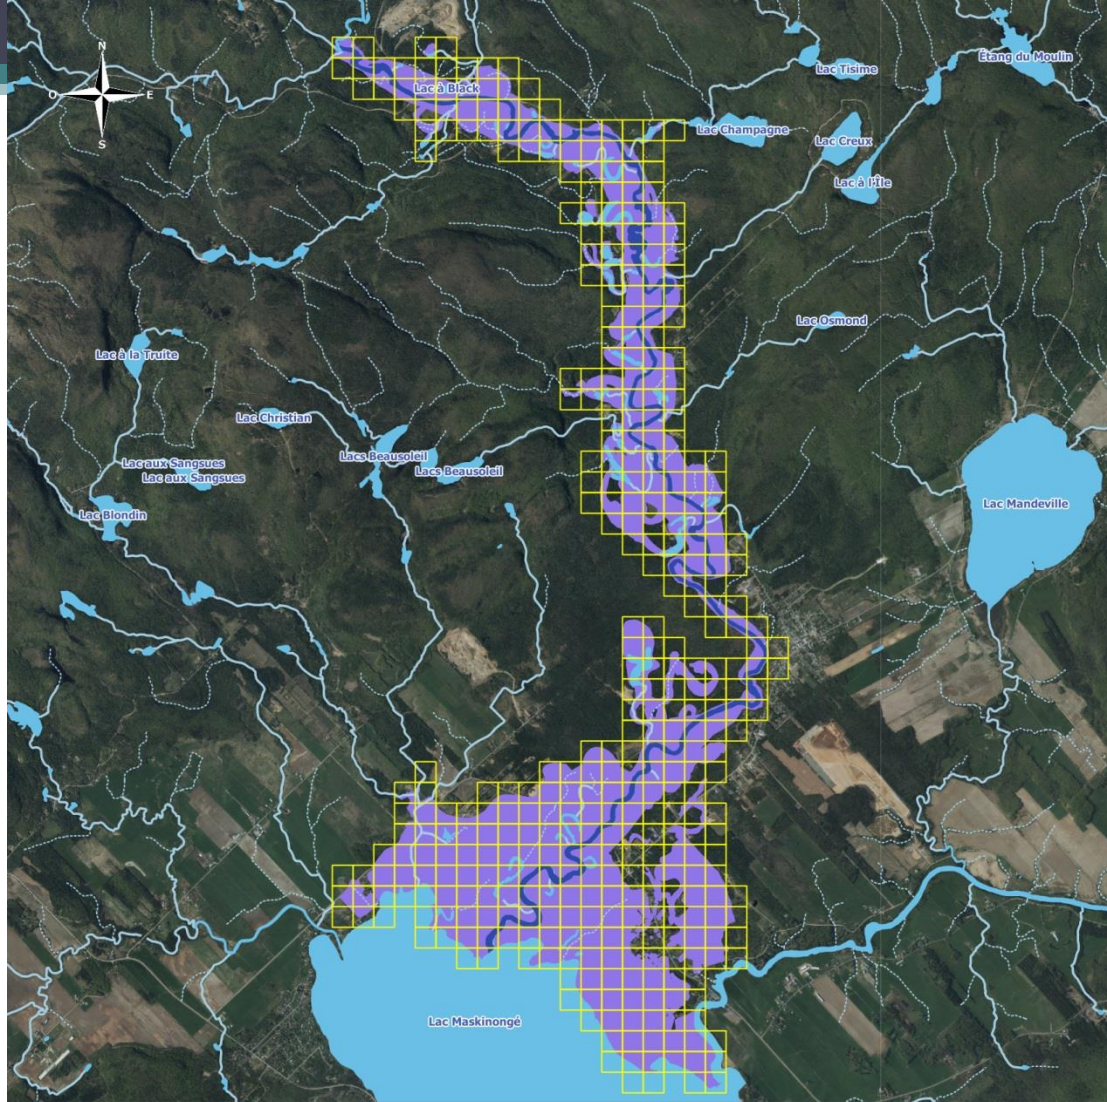 N
Étang du Moulin
Lac Tisime
Lac à Black
O
E
Lac Champagne
Lac Creux
S
Lac à l'Île
Lac Osmond
Lac à la Truite
Lac Christian
Lacs Beausoleil
Lac aux Sangsues
Lacs Beausoleil
Lac aux Sangsues
Lac Mandeville
Lac Blondin
Lac Maskinongé